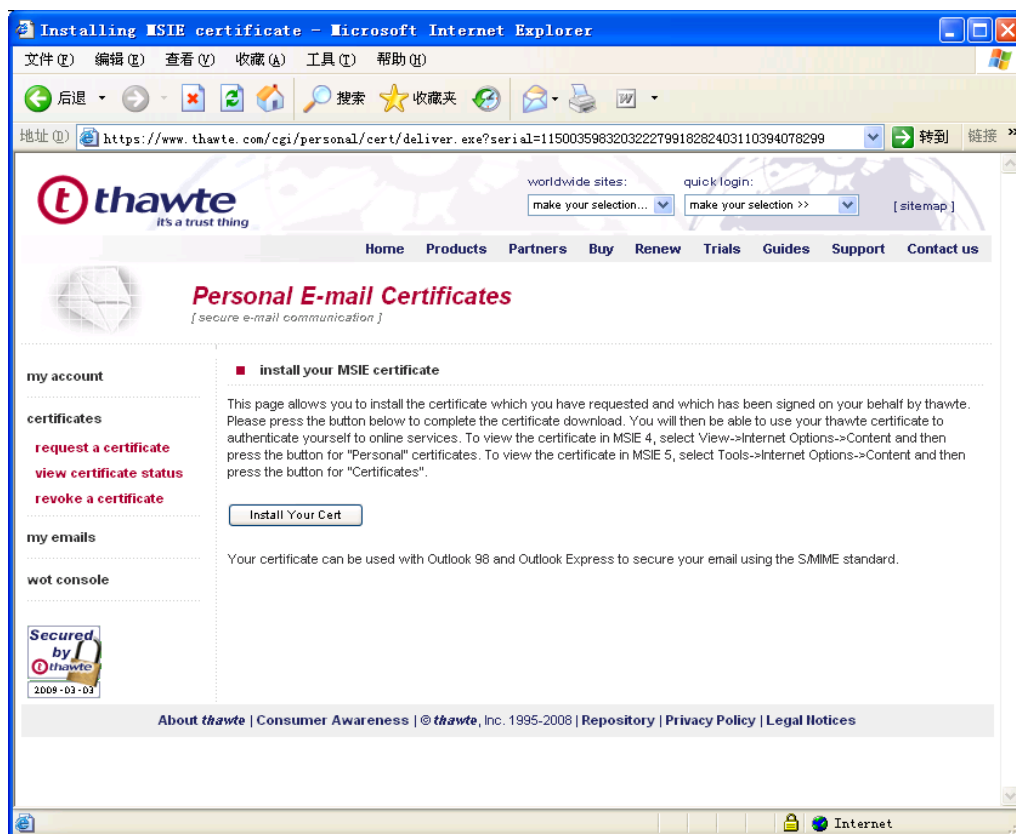 Installing MSIE certificate - Microsoft Internet Explorer
文件(F) 编辑(E) 查看(V) 收藏(A) 工具(T) 帮助(H)
后退 搜索 收藏夹
地址(D) https://www.thawte.com/cgi/personal/cert/deliver.exe?serial=115003598320322279918282403110394078299 转到 链接 »
thawte
it's a trust thing
worldwide sites: quick login:
make your selection... make your selection >> [ sitemap ]
Home Products Partners Buy Renew Trials Guides Support Contact us
Personal E-mail Certificates
[ secure e-mail communication ]
my account
certificates
request a certificate
view certificate status
revoke a certificate
my emails
wot console
Secured
by
thawte
2009-03-03
install your MSIE certificate
This page allows you to install the certificate which you have requested and which has been signed on your behalf by thawte.
Please press the button below to complete the certificate download. You will then be able to use your thawte certificate to
authenticate yourself to online services. To view the certificate in MSIE 4, select View->Internet Options->Content and then
press the button for "Personal" certificates. To view the certificate in MSIE 5, select Tools->Internet Options->Content and then
press the button for "Certificates".
Install Your Cert
Your certificate can be used with Outlook 98 and Outlook Express to secure your email using the S/MIME standard.
About thawte | Consumer Awareness | © thawte, Inc. 1995-2008 | Repository | Privacy Policy | Legal Notices
Internet